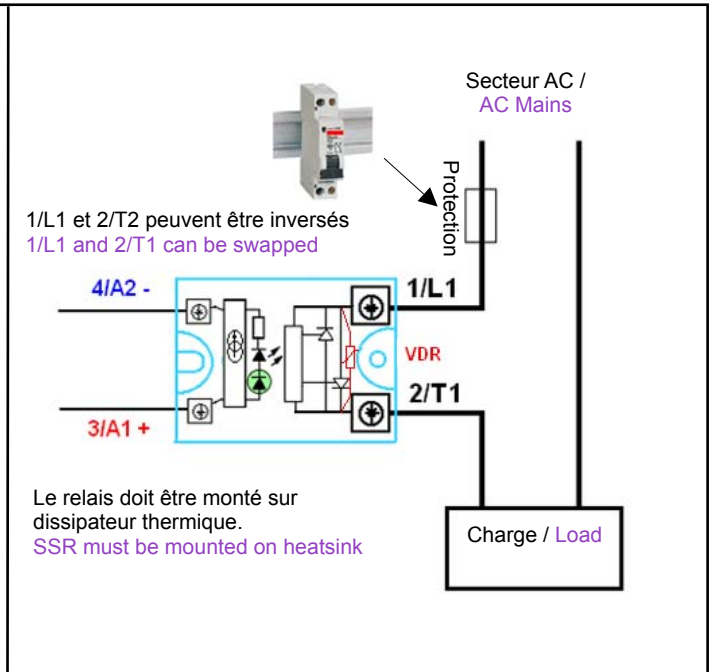 Secteur AC /
AC Mains
Protection
1/L1 et 2/T2 peuvent être inversés
1/L1 and 2/T1 can be swapped
4/A2 -
1/L1
VDR
2/T1
3/A1 +
Le relais doit être monté sur
dissipateur thermique.
SSR must be mounted on heatsink
Charge / Load